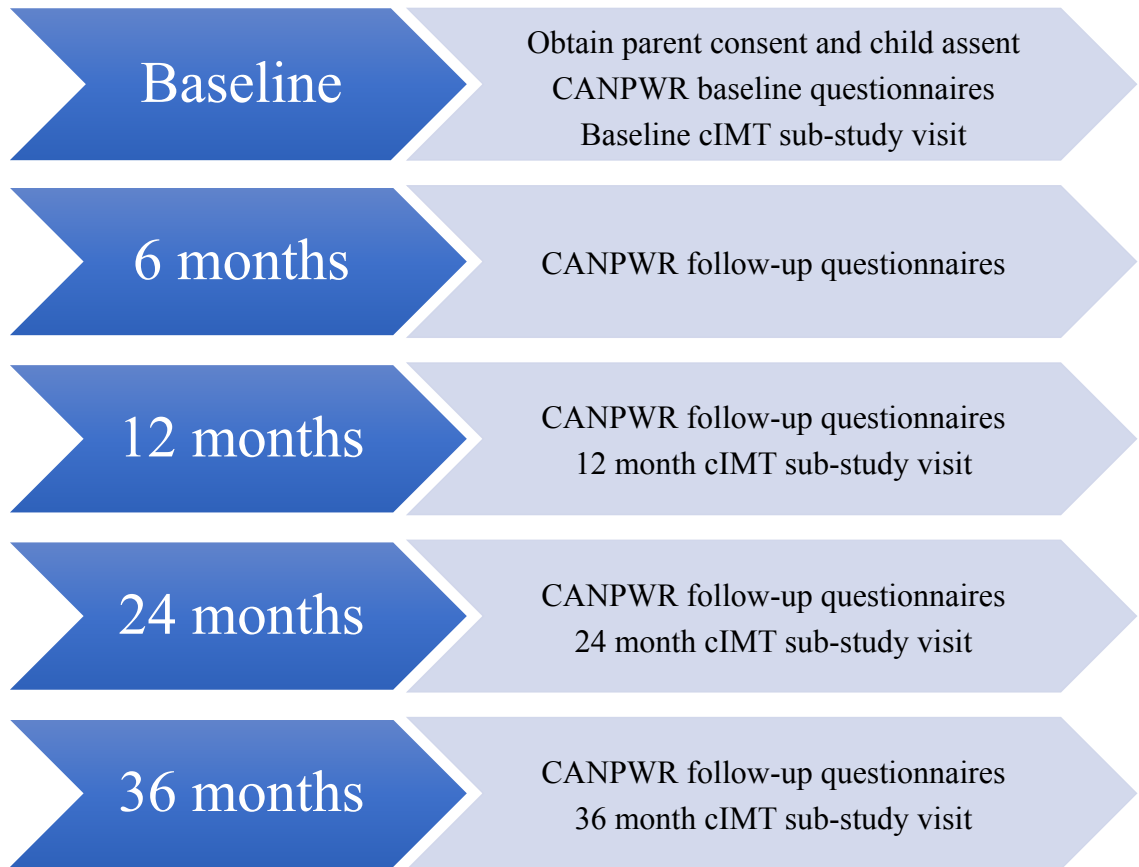 Baseline
Obtain parent consent and child assent
CANPWR baseline questionnaires
Baseline cIMT sub-study visit
6 months
CANPWR follow-up questionnaires
12 months
CANPWR follow-up questionnaires
12 month cIMT sub-study visit
24 months
CANPWR follow-up questionnaires
24 month cIMT sub-study visit
36 months
CANPWR follow-up questionnaires
36 month cIMT sub-study visit